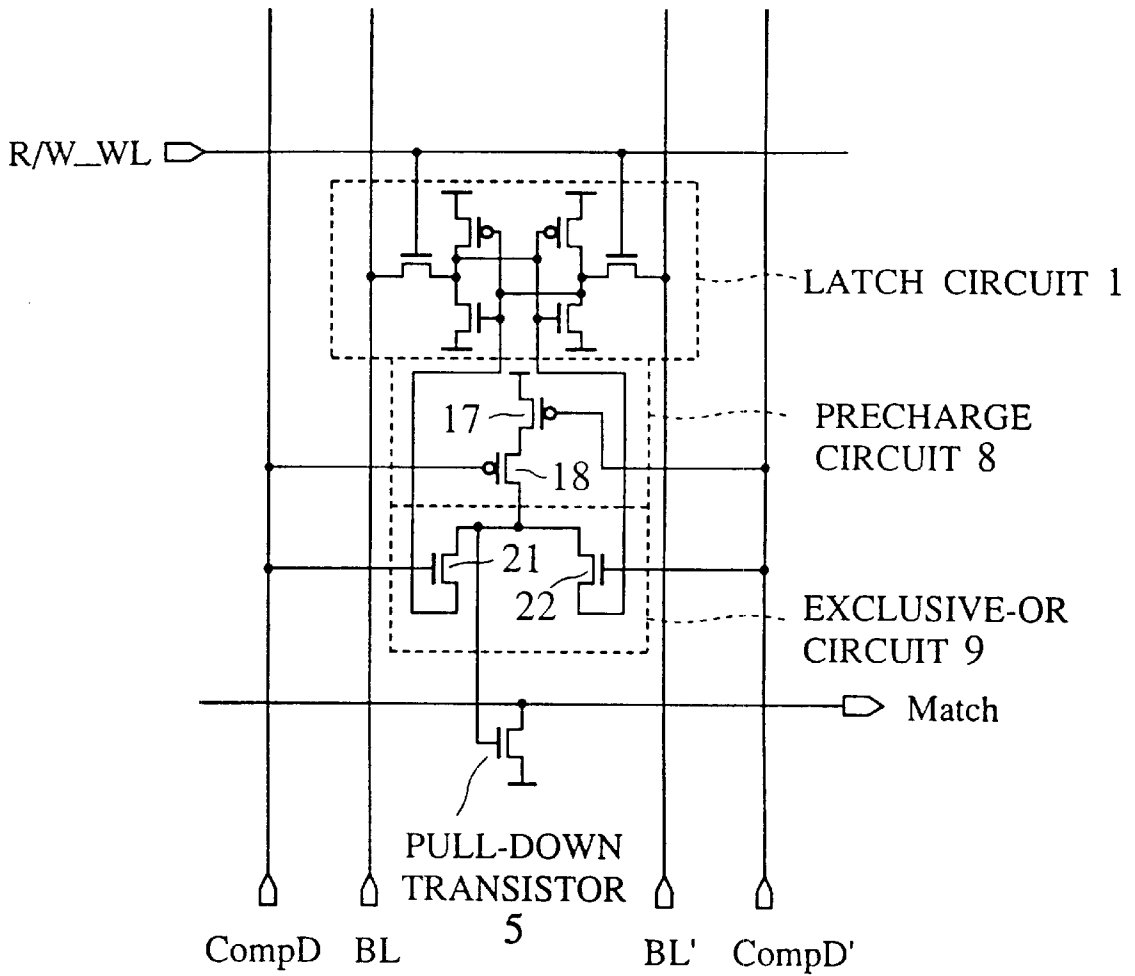 R/W_WL
LATCH CIRCUIT 1
17
PRECHARGE
CIRCUIT 8
18
21
22
EXCLUSIVE-OR
CIRCUIT 9
Match
PULL-DOWN
TRANSISTOR
5
CompD
BL
BL'
CompD'